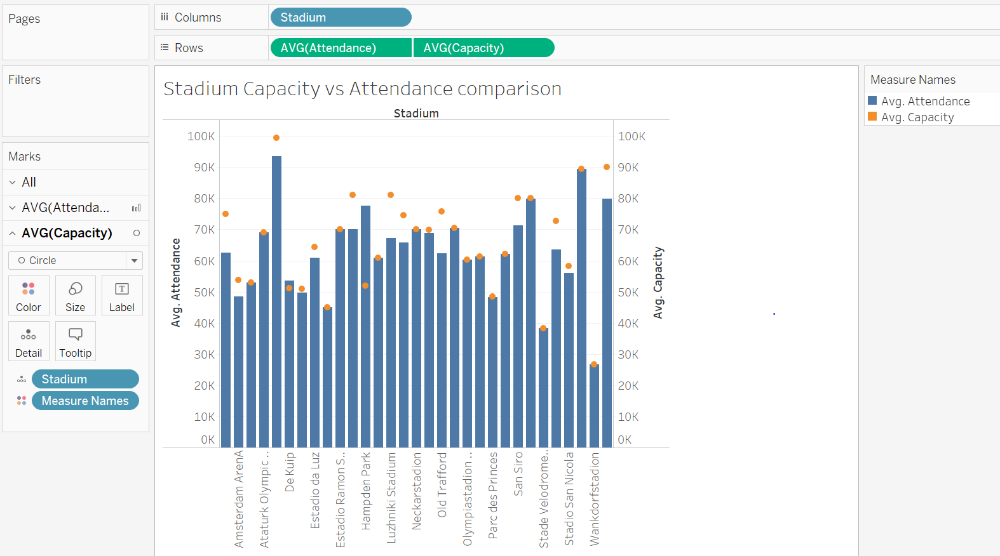 Pages
Columns
Stadium
Rows
AVG(Attendance)
AVG(Capacity)
Filters
Marks
All
AVG(Attenda...
AVG(Capacity)
Circle
Color
Size
Label
Detail
Tooltip
Stadium
Measure Names
Stadium Capacity vs Attendance comparison
Stadium
100K
90K
80K
70K
60K
50K
40K
30K
20K
10K
0K
Avg. Attendance
100K
90K
80K
70K
60K
50K
40K
30K
20K
10K
0K
Avg. Capacity
Amsterdam ArenA
Ataturk Olympic ..
De Kuip
Estadio da Luz
Estadio Ramon S..
Hampden Park
Luzhniki Stadium
Neckarstadion
Old Trafford
Olympiastadion ..
Parc des Princes
San Siro
Stade Velodrome..
Stadio San Nicola
Wankdorfstadion
Measure Names
Avg. Attendance
Avg. Capacity